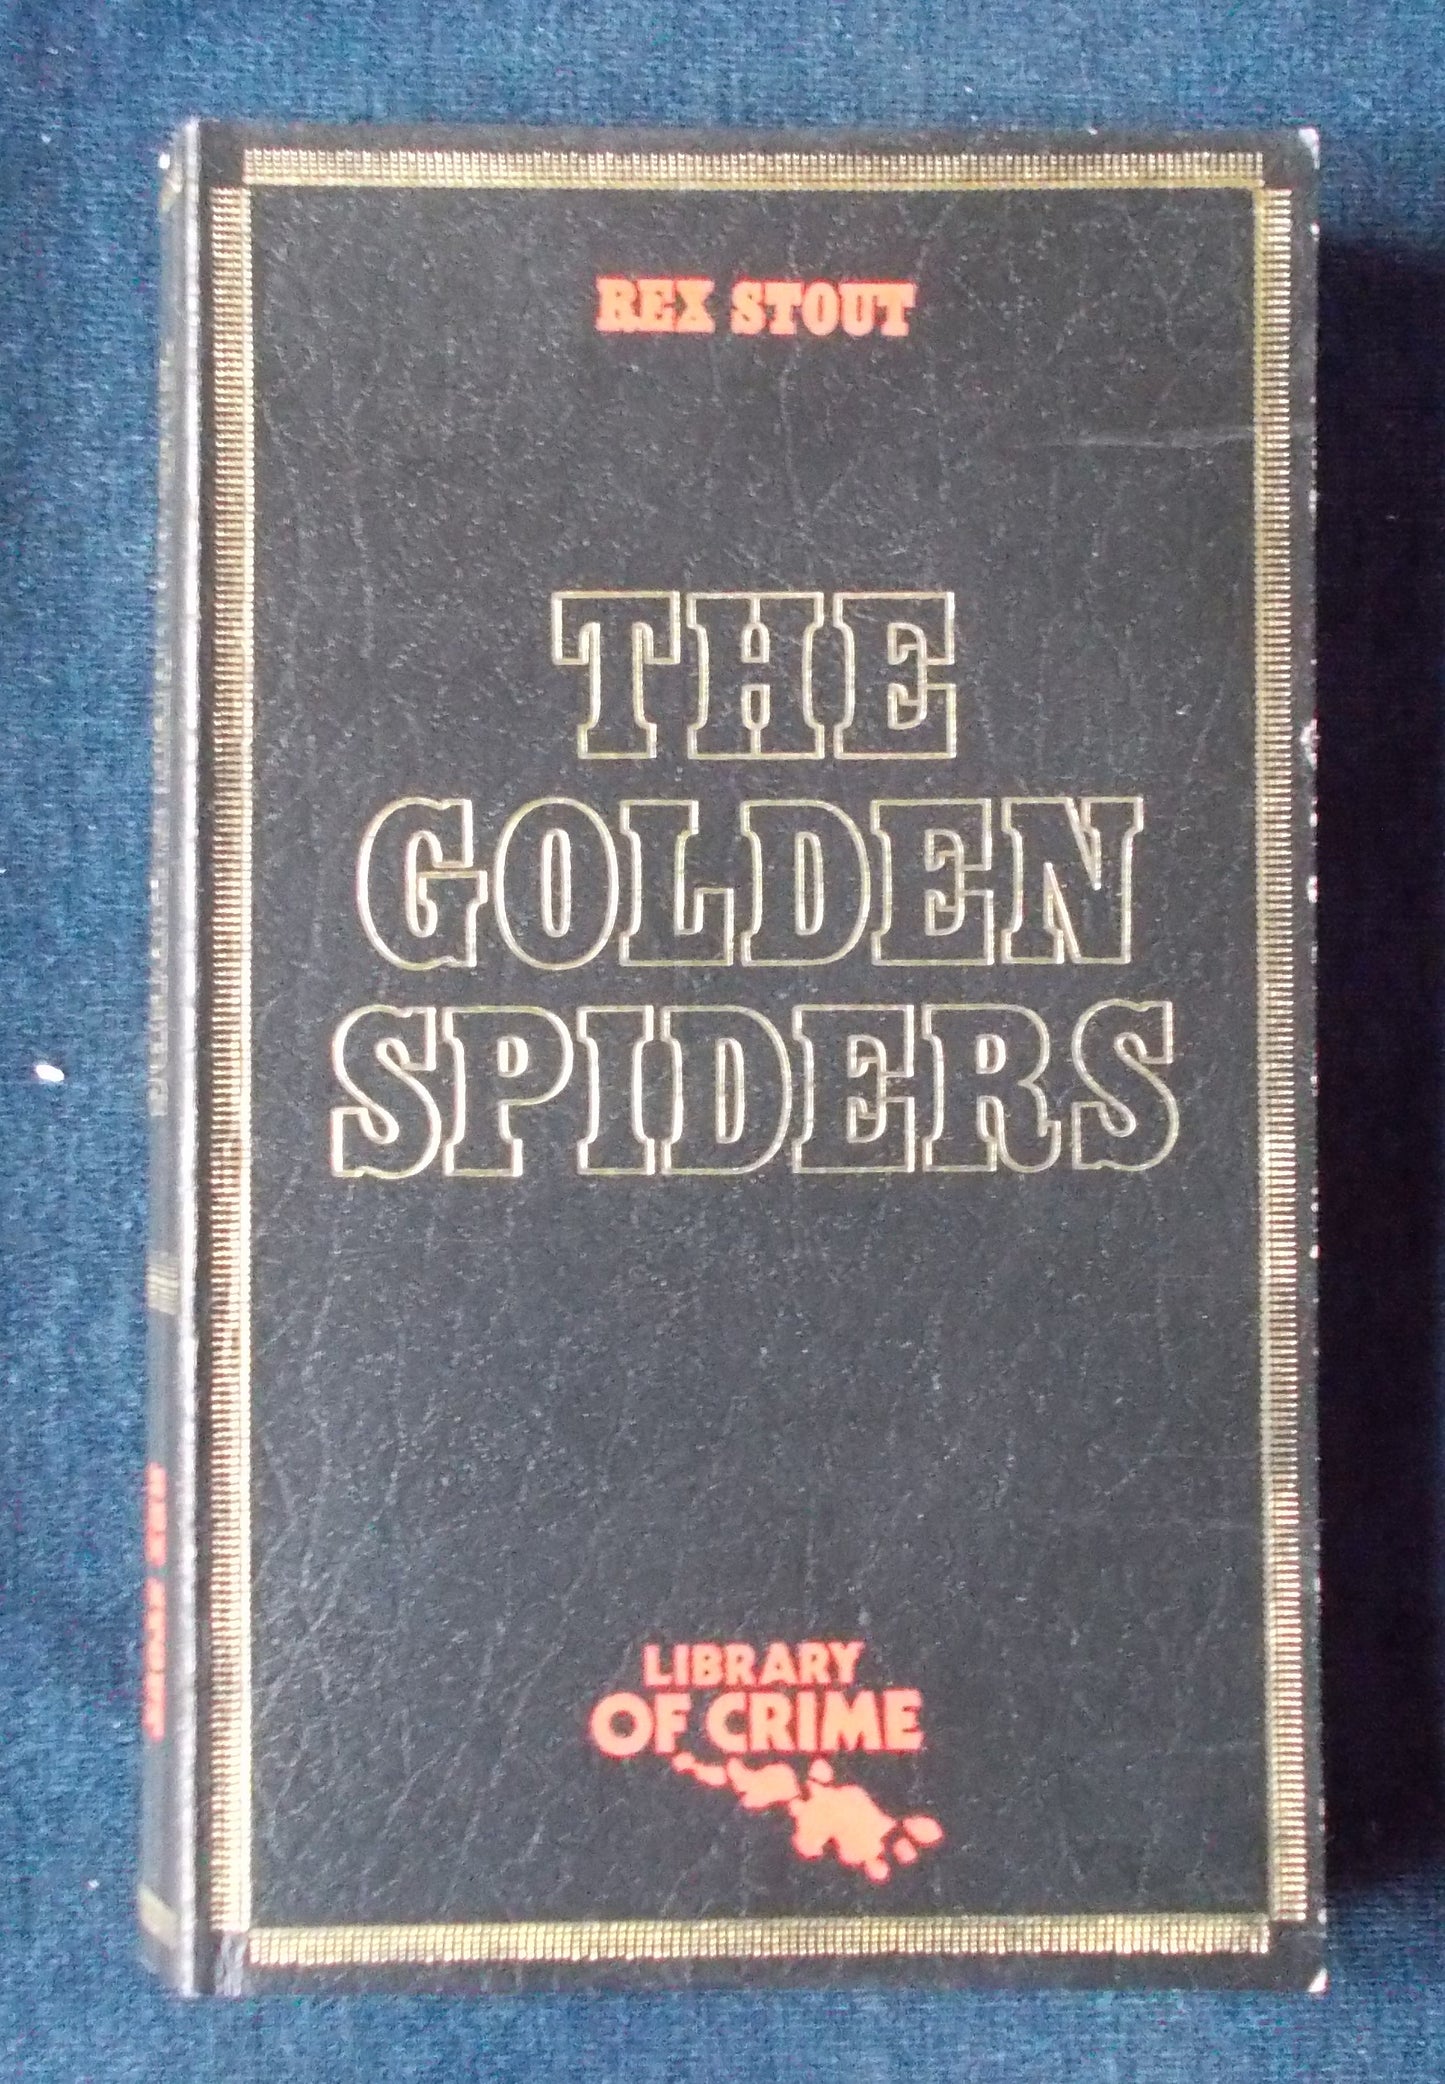 REX STOUT
THE
GOLDEN
SPIDERS
LIBRARY
OF CRIME